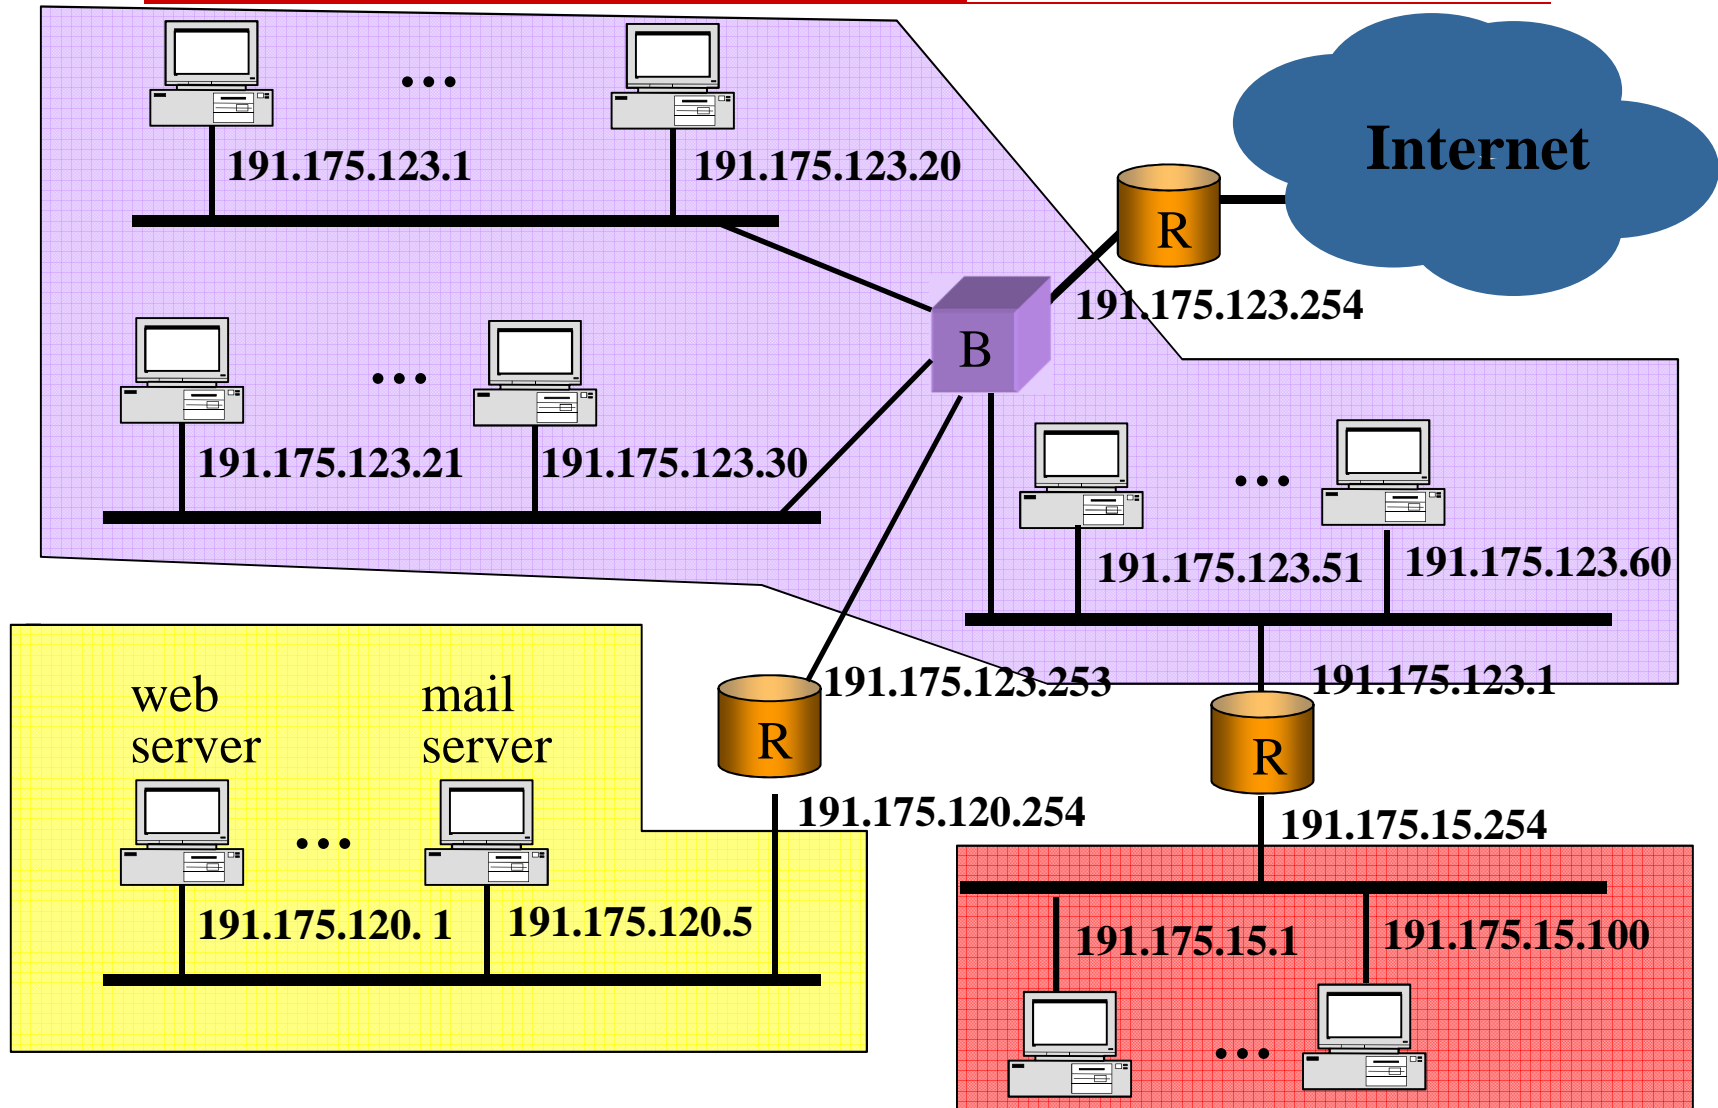 191.175.123.1
191.175.123.20
Internet
R
191.175.123.254
B
191.175.123.21
191.175.123.30
191.175.123.51
191.175.123.60
191.175.123.253
191.175.123.1
web
server
mail
server
R
R
191.175.120.254
191.175.15.254
191.175.120. 1
191.175.120.5
191.175.15.1
191.175.15.100